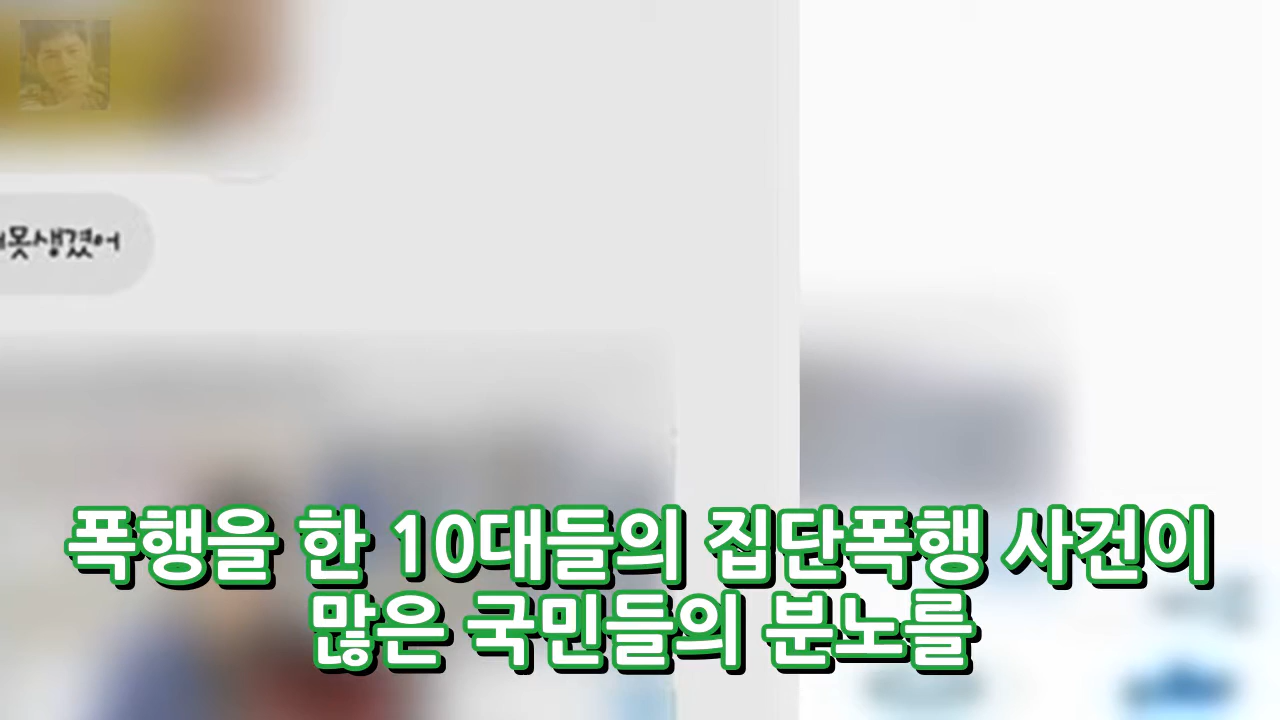 못생겼어
폭행을 한 10대들의 집단폭행 사건이
많은 국민들의 분노를